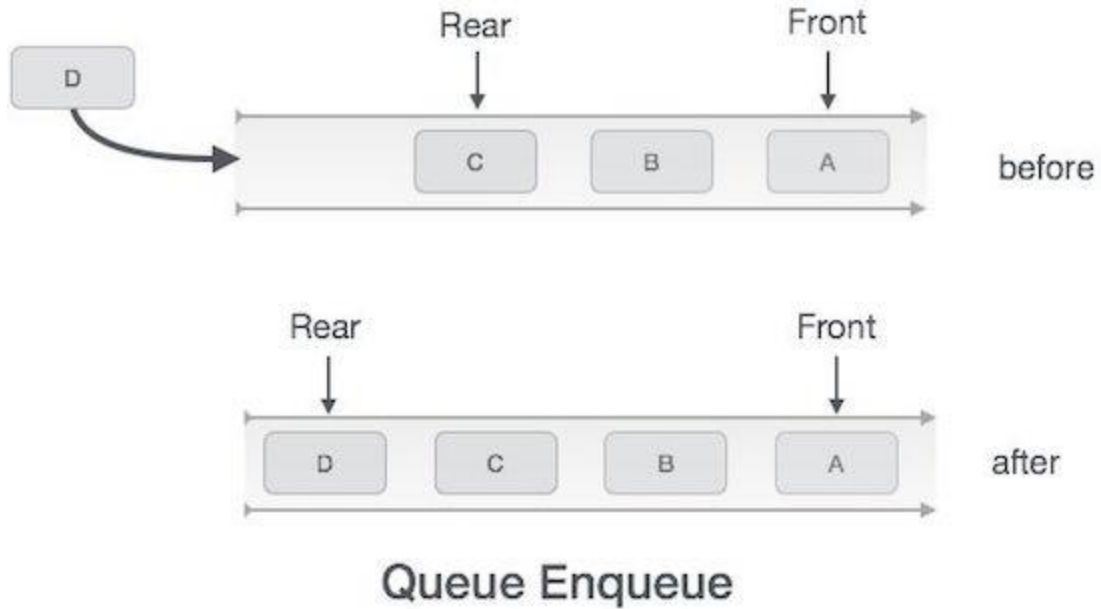 Rear Front
D
C B A before
Rear Front
D C B A after
Queue Enqueue